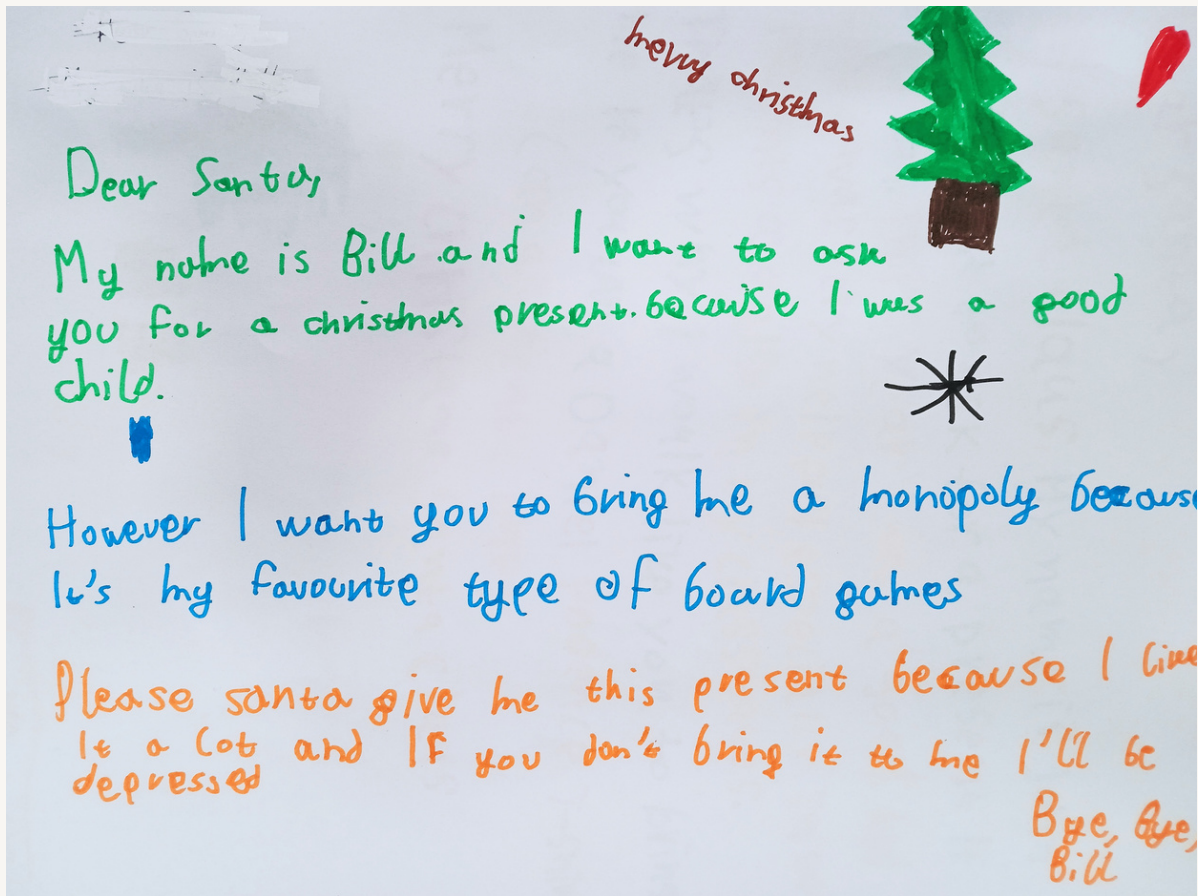 merry christmas
Dear Santa,
My name is Bill and I want to ask
you for a christmas present. because I was a good
child.
However I want you to bring me a monopoly because
It's my favourite type of board games
Please santa give me this present because I like
It a lot and If you don't bring it to me I'll be
depressed
Bye, Bye,
Bill